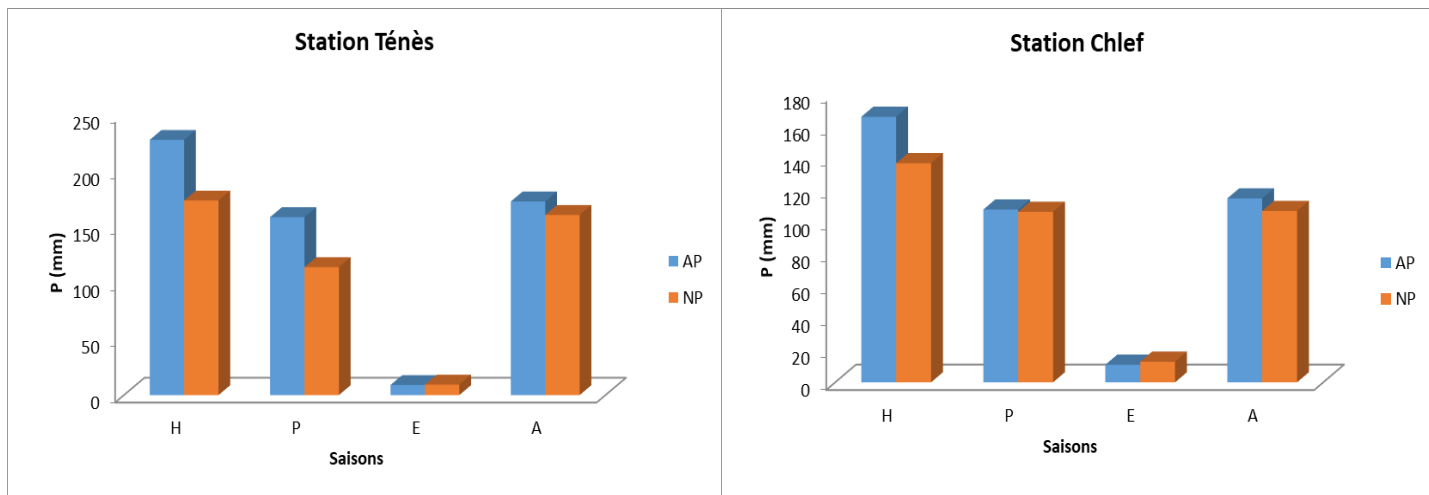 Station Ténès
250
200
150
100
50
0
P (mm)
H P E A
Saisons
AP
NP
Station Chlef
180
160
140
120
100
80
60
40
20
0
P (mm)
H P E A
Saisons
AP
NP